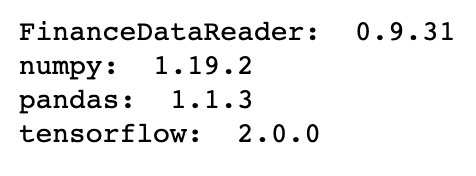 FinanceDataReader:  0.9.31
numpy:  1.19.2
pandas:  1.1.3
tensorflow:  2.0.0